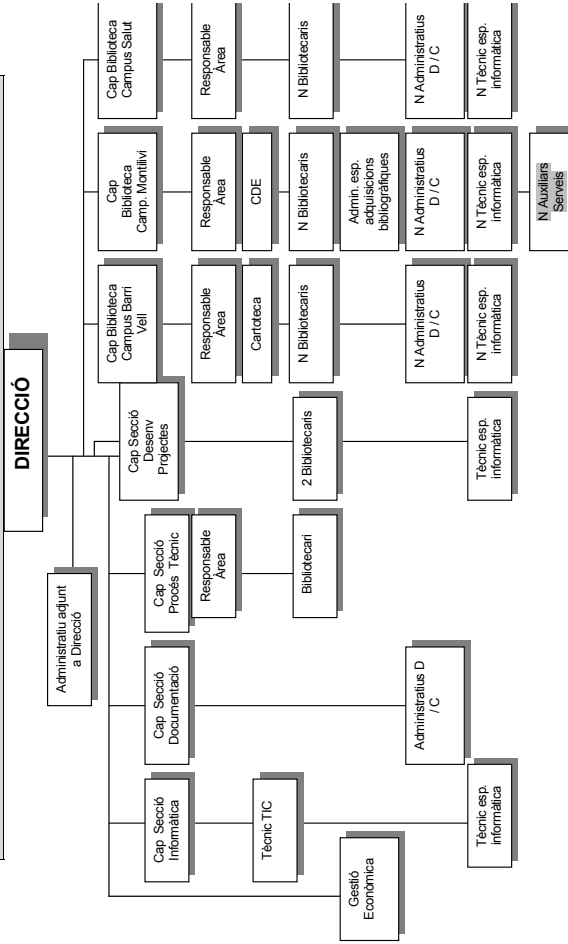 DIRECCIÓ
Administratiu adjunt
a Direcció
Gestió
Econòmica
Cap Secció
Informàtica
Tècnic TIC
Tècnic esp.
informàtica
Cap Secció
Documentació
Administratius D
/ C
Cap Secció
Procés Tècnic
Responsable
Àrea
Bibliotecari
Cap Secció
Desenv
Projectes
2 Bibliotecaris
Tècnic esp.
informàtica
Cap Biblioteca
Campus Barri
Vell
Responsable
Àrea
Cartoteca
N Bibliotecaris
N Administratius
D / C
N Tècnic esp.
informàtica
Cap
Biblioteca
Camp. Montilivi
Responsable
Àrea
CDE
N Bibliotecaris
Admin. esp.
adquisicions
bibliogràfiques
N Administratius
D / C
N Tècnic esp.
informàtica
N Auxiliars
Serveis
Cap Biblioteca
Campus Salut
Responsable
Àrea
N Bibliotecaris
N Administratius
D / C
N Tècnic esp.
informàtica